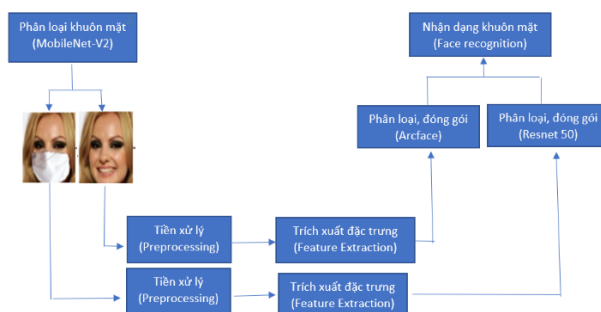 Phân loại khuôn mặt
(MobileNet-V2)
Nhận dạng khuôn mặt
(Face recognition)
Phân loại, đóng gói
(Arcface)
Phân loại, đóng gói
(Resnet 50)
Tiền xử lý
(Preprocessing)
Trích xuất đặc trưng
(Feature Extraction)
Tiền xử lý
(Preprocessing)
Trích xuất đặc trưng
(Feature Extraction)